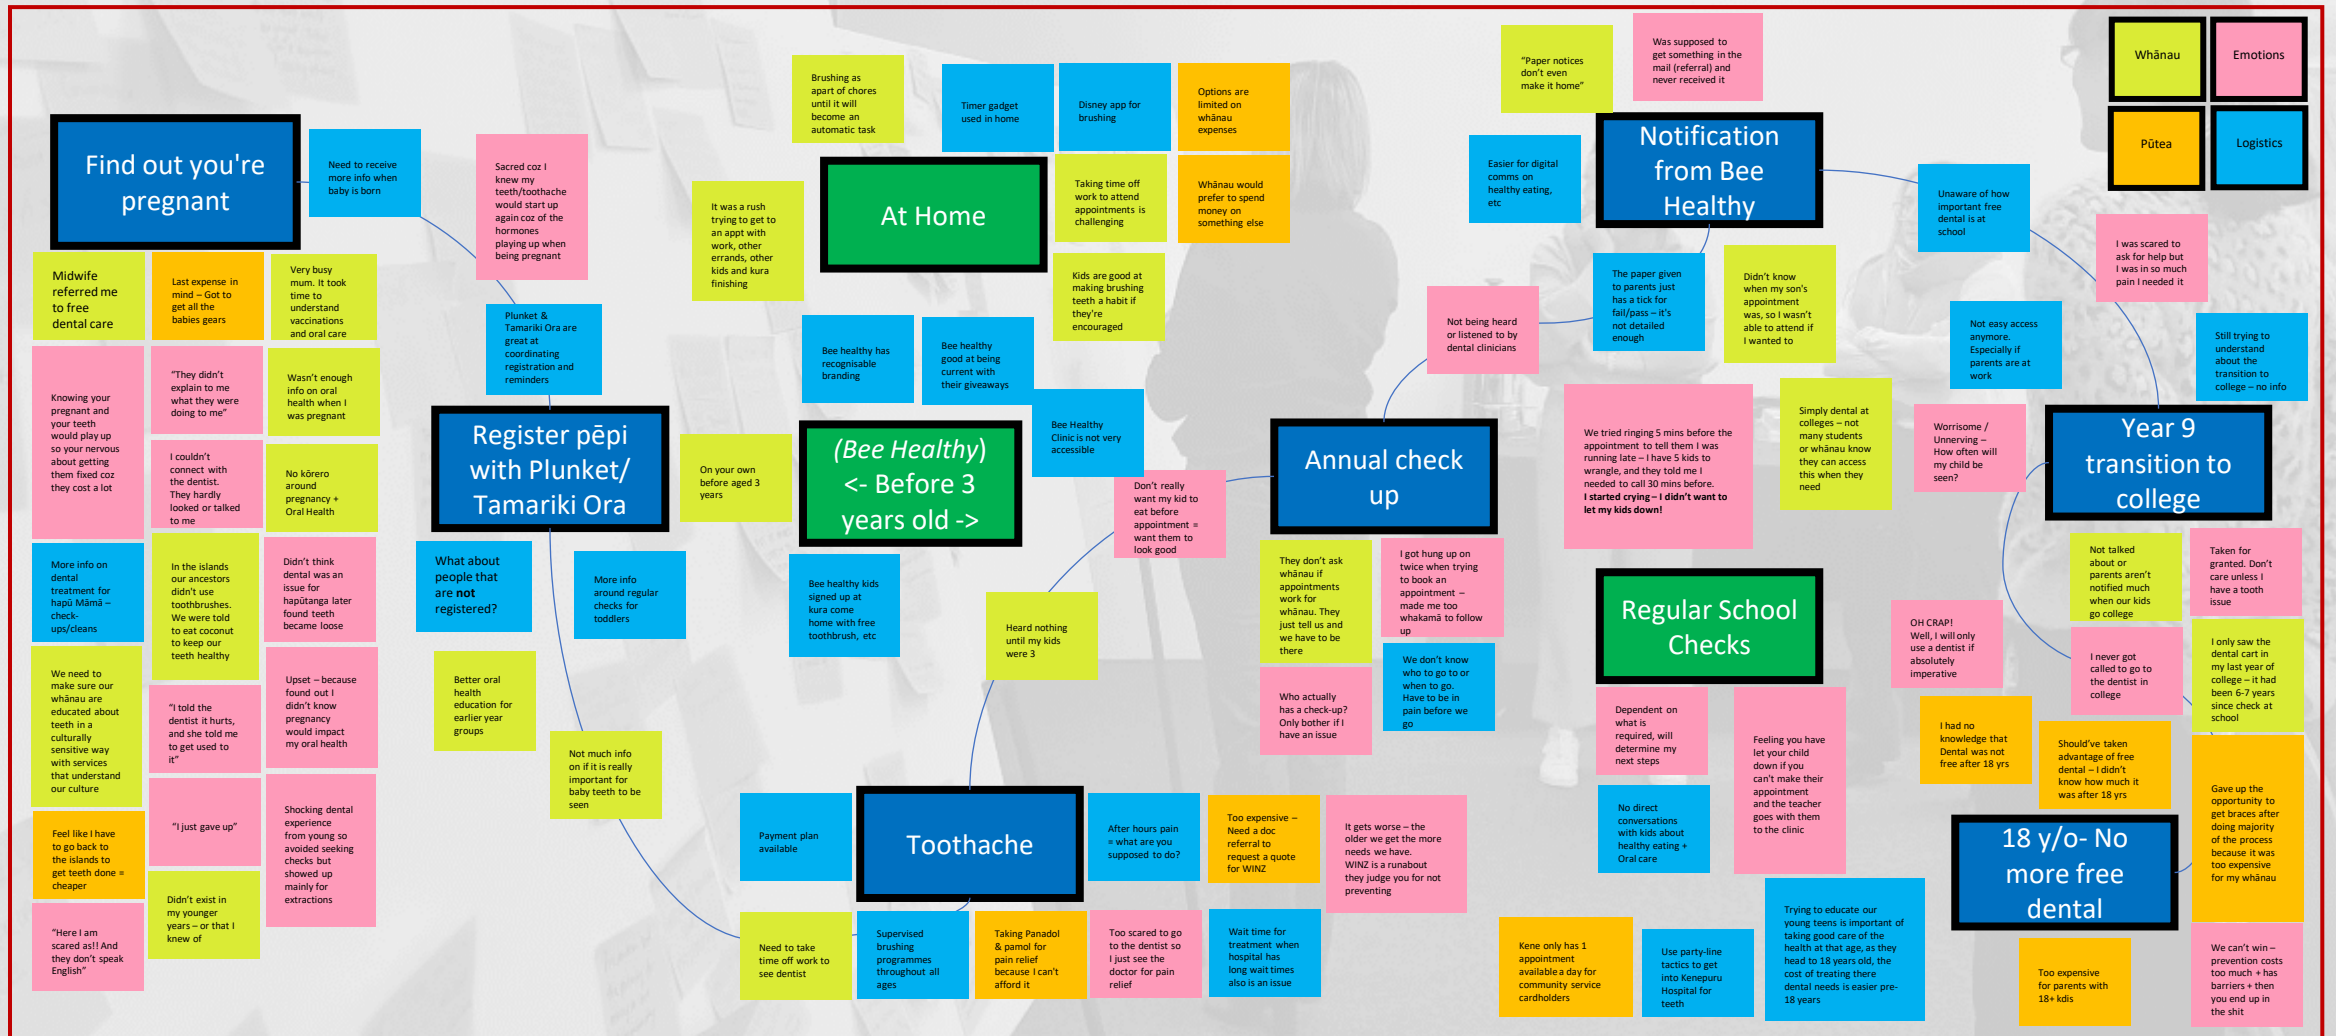 Find out you're
pregnant
Need to receive
more info when
baby is born
Sacred coz I
knew my
teeth/toothache
would start up
again coz of the
hormones
playing up when
being pregnant
Midwife
referred me
to free
dental care
Last expense in
mind – Got to
get all the
babies gears
Very busy
mum. It took
time to
understand
vaccinations
and oral care
Knowing your
pregnant and
your teeth
would play up
so your nervous
about getting
them fixed coz
they cost a lot
"They didn't
explain to me
what they were
doing to me"
Wasn't enough
info on oral
health when I
was pregnant
I couldn't
connect with
the dentist.
They hardly
looked or talked
to me
No kōrero
around
pregnancy +
Oral Health
More info on
dental
treatment for
hapū Māmā –
check-
ups/cleans
In the islands
our ancestors
didn't use
toothbrushes.
We were told
to eat coconut
to keep our
teeth healthy
Didn't think
dental was an
issue for
hapūtanga later
found teeth
became loose
We need to
make sure our
whānau are
educated about
teeth in a
culturally
sensitive way
with services
that understand
our culture
"I told the
dentist it hurts,
and she told me
to get used to
it"
Upset – because
found out I
didn't know
pregnancy
would impact
my oral health
Feel like I have
to go back to
the islands to
get teeth done =
cheaper
"I just gave up"
Shocking dental
experience
from young so
avoided seeking
checks but
showed up
mainly for
extractions
"Here I am
scared as!! And
they don't speak
English"
Didn't exist in
my younger
years – or that I
knew of
Plunket &
Tamariki Ora are
great at
coordinating
registration and
reminders
Register pēpi
with Plunket/
Tamariki Ora
What about
people that
are not
registered?
More info
around regular
checks for
toddlers
Better oral
health
education for
earlier year
groups
Not much info
on if it is really
important for
baby teeth to be
seen
Brushing as
apart of chores
until it will
become an
automatic task
Timer gadget
used in home
Disney app for
brushing
Options are
limited on
whānau
expenses
It was a rush
trying to get to
an appt with
work, other
errands, other
kids and kura
finishing
At Home
Taking time off
work to attend
appointments is
challenging
Whānau would
prefer to spend
money on
something else
Kids are good at
making brushing
teeth a habit if
they're
encouraged
Bee healthy has
recognisable
branding
Bee healthy
good at being
current with
their giveaways
Bee Healthy
Clinic is not very
accessible
On your own
before aged 3
years
(Bee Healthy)
<- Before 3
years old ->
Bee healthy kids
signed up at
kura come
home with free
toothbrush, etc
Don't really
want my kid to
eat before
appointment =
want them to
look good
Heard nothing
until my kids
were 3
Toothache
Payment plan
available
After hours pain
= what are you
supposed to do?
Too expensive –
Need a doc
referral to
request a quote
for WINZ
It gets worse – the
older we get the more
needs we have.
WINZ is a runabout
they judge you for not
preventing
Need to take
time off work to
see dentist
Supervised
brushing
programmes
throughout all
ages
Taking Panadol
& pamol for
pain relief
because I can't
afford it
Too scared to go
to the dentist so
I just see the
doctor for pain
relief
Wait time for
treatment when
hospital has
long wait times
also is an issue
Annual check
up
Not being heard
or listened to by
dental clinicians
They don't ask
whānau if
appointments
work for
whānau. They
just tell us and
we have to be
there
I got hung up on
twice when trying
to book an
appointment –
made me too
whakamā to follow
up
Who actually
has a check-up?
Only bother if I
have an issue
We don't know
who to go to or
when to go.
Have to be in
pain before we
go
"Paper notices
don't even
make it home"
Was supposed to
get something in the
mail (referral) and
never received it
Notification
from Bee
Healthy
Easier for digital
comms on
healthy eating,
etc
The paper given
to parents just
has a tick for
fail/pass – it's
not detailed
enough
Didn't know
when my son's
appointment
was, so I wasn't
able to attend if
I wanted to
We tried ringing 5 mins before the
appointment to tell them I was
running late – I have 5 kids to
wrangle, and they told me I
needed to call 30 mins before.
I started crying – I didn't want to
let my kids down!
Simply dental at
colleges – not
many students
or whānau know
they can access
this when they
need
Regular School
Checks
Dependent on
what is
required, will
determine my
next steps
Feeling you have
let your child
down if you
can't make their
appointment
and the teacher
goes with them
to the clinic
No direct
conversations
with kids about
healthy eating +
Oral care
Kene only has 1
appointment
available a day for
community service
cardholders
Use party-line
tactics to get
into Kenepuru
Hospital for
teeth
Trying to educate our
young teens is important of
taking good care of the
health at that age, as they
head to 18 years old, the
cost of treating there
dental needs is easier pre-
18 years
Whānau
Emotions
Pūtea
Logistics
Unaware of how
important free
dental is at
school
I was scared to
ask for help but
I was in so much
pain I needed it
Not easy access
anymore.
Especially if
parents are at
work
Still trying to
understand
about the
transition to
college – no info
Worrisome /
Unnerving –
How often will
my child be
seen?
Year 9
transition to
college
Not talked
about or
parents aren't
notified much
when our kids
go college
Taken for
granted. Don't
care unless I
have a tooth
issue
OH CRAP!
Well, I will only
use a dentist if
absolutely
imperative
I never got
called to go to
the dentist in
college
I only saw the
dental cart in
my last year of
college – it had
been 6-7 years
since check at
school
I had no
knowledge that
Dental was not
free after 18 yrs
Should've taken
advantage of free
dental – I didn't
know how much it
was after 18 yrs
Gave up the
opportunity to
get braces after
doing majority
of the process
because it was
too expensive
for my whānau
18 y/o- No
more free
dental
Too expensive
for parents with
18+ kdis
We can't win –
prevention costs
too much + has
barriers + then
you end up in
the shit